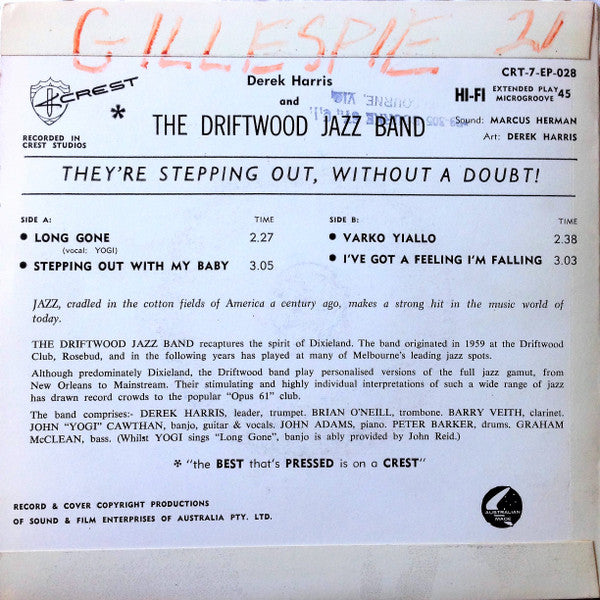 GILLESPIE 21
CREST
RECORDED IN
CREST STUDIOS
*
Derek Harris
and
THE DRIFTWOOD JAZZ BAND
CRT-7-EP-028
HI-FI EXTENDED PLAY MICROGROOVE 45
Sound: MARCUS HERMAN
Art: DEREK HARRIS
THEY'RE STEPPING OUT, WITHOUT A DOUBT!
SIDE A: TIME
• LONG GONE 2.27
(vocal: YOGI)
• STEPPING OUT WITH MY BABY 3.05
SIDE B: TIME
• VARKO YIALLO 2.38
• I'VE GOT A FEELING I'M FALLING 3.03
JAZZ, cradled in the cotton fields of America a century ago, makes a strong hit in the music world of
today.
THE DRIFTWOOD JAZZ BAND recaptures the spirit of Dixieland. The band originated in 1959 at the Driftwood
Club, Rosebud, and in the following years has played at many of Melbourne's leading jazz spots.
Although predominately Dixieland, the Driftwood band play personalised versions of the full jazz gamut, from
New Orleans to Mainstream. Their stimulating and highly individual interpretations of such a wide range of jazz
has drawn record crowds to the popular "Opus 61" club.
The band comprises:- DEREK HARRIS, leader, trumpet. BRIAN O'NEILL, trombone. BARRY VEITH, clarinet.
JOHN "YOGI" CAWTHAN, banjo, guitar & vocals. JOHN ADAMS, piano. PETER BARKER, drums. GRAHAM
McCLEAN, bass. (Whilst YOGI sings "Long Gone", banjo is ably provided by John Reid.)
* "the BEST that's PRESSED is on a CREST"
RECORD & COVER COPYRIGHT PRODUCTIONS
OF SOUND & FILM ENTERPRISES OF AUSTRALIA PTY. LTD.
AUSTRALIAN
MADE